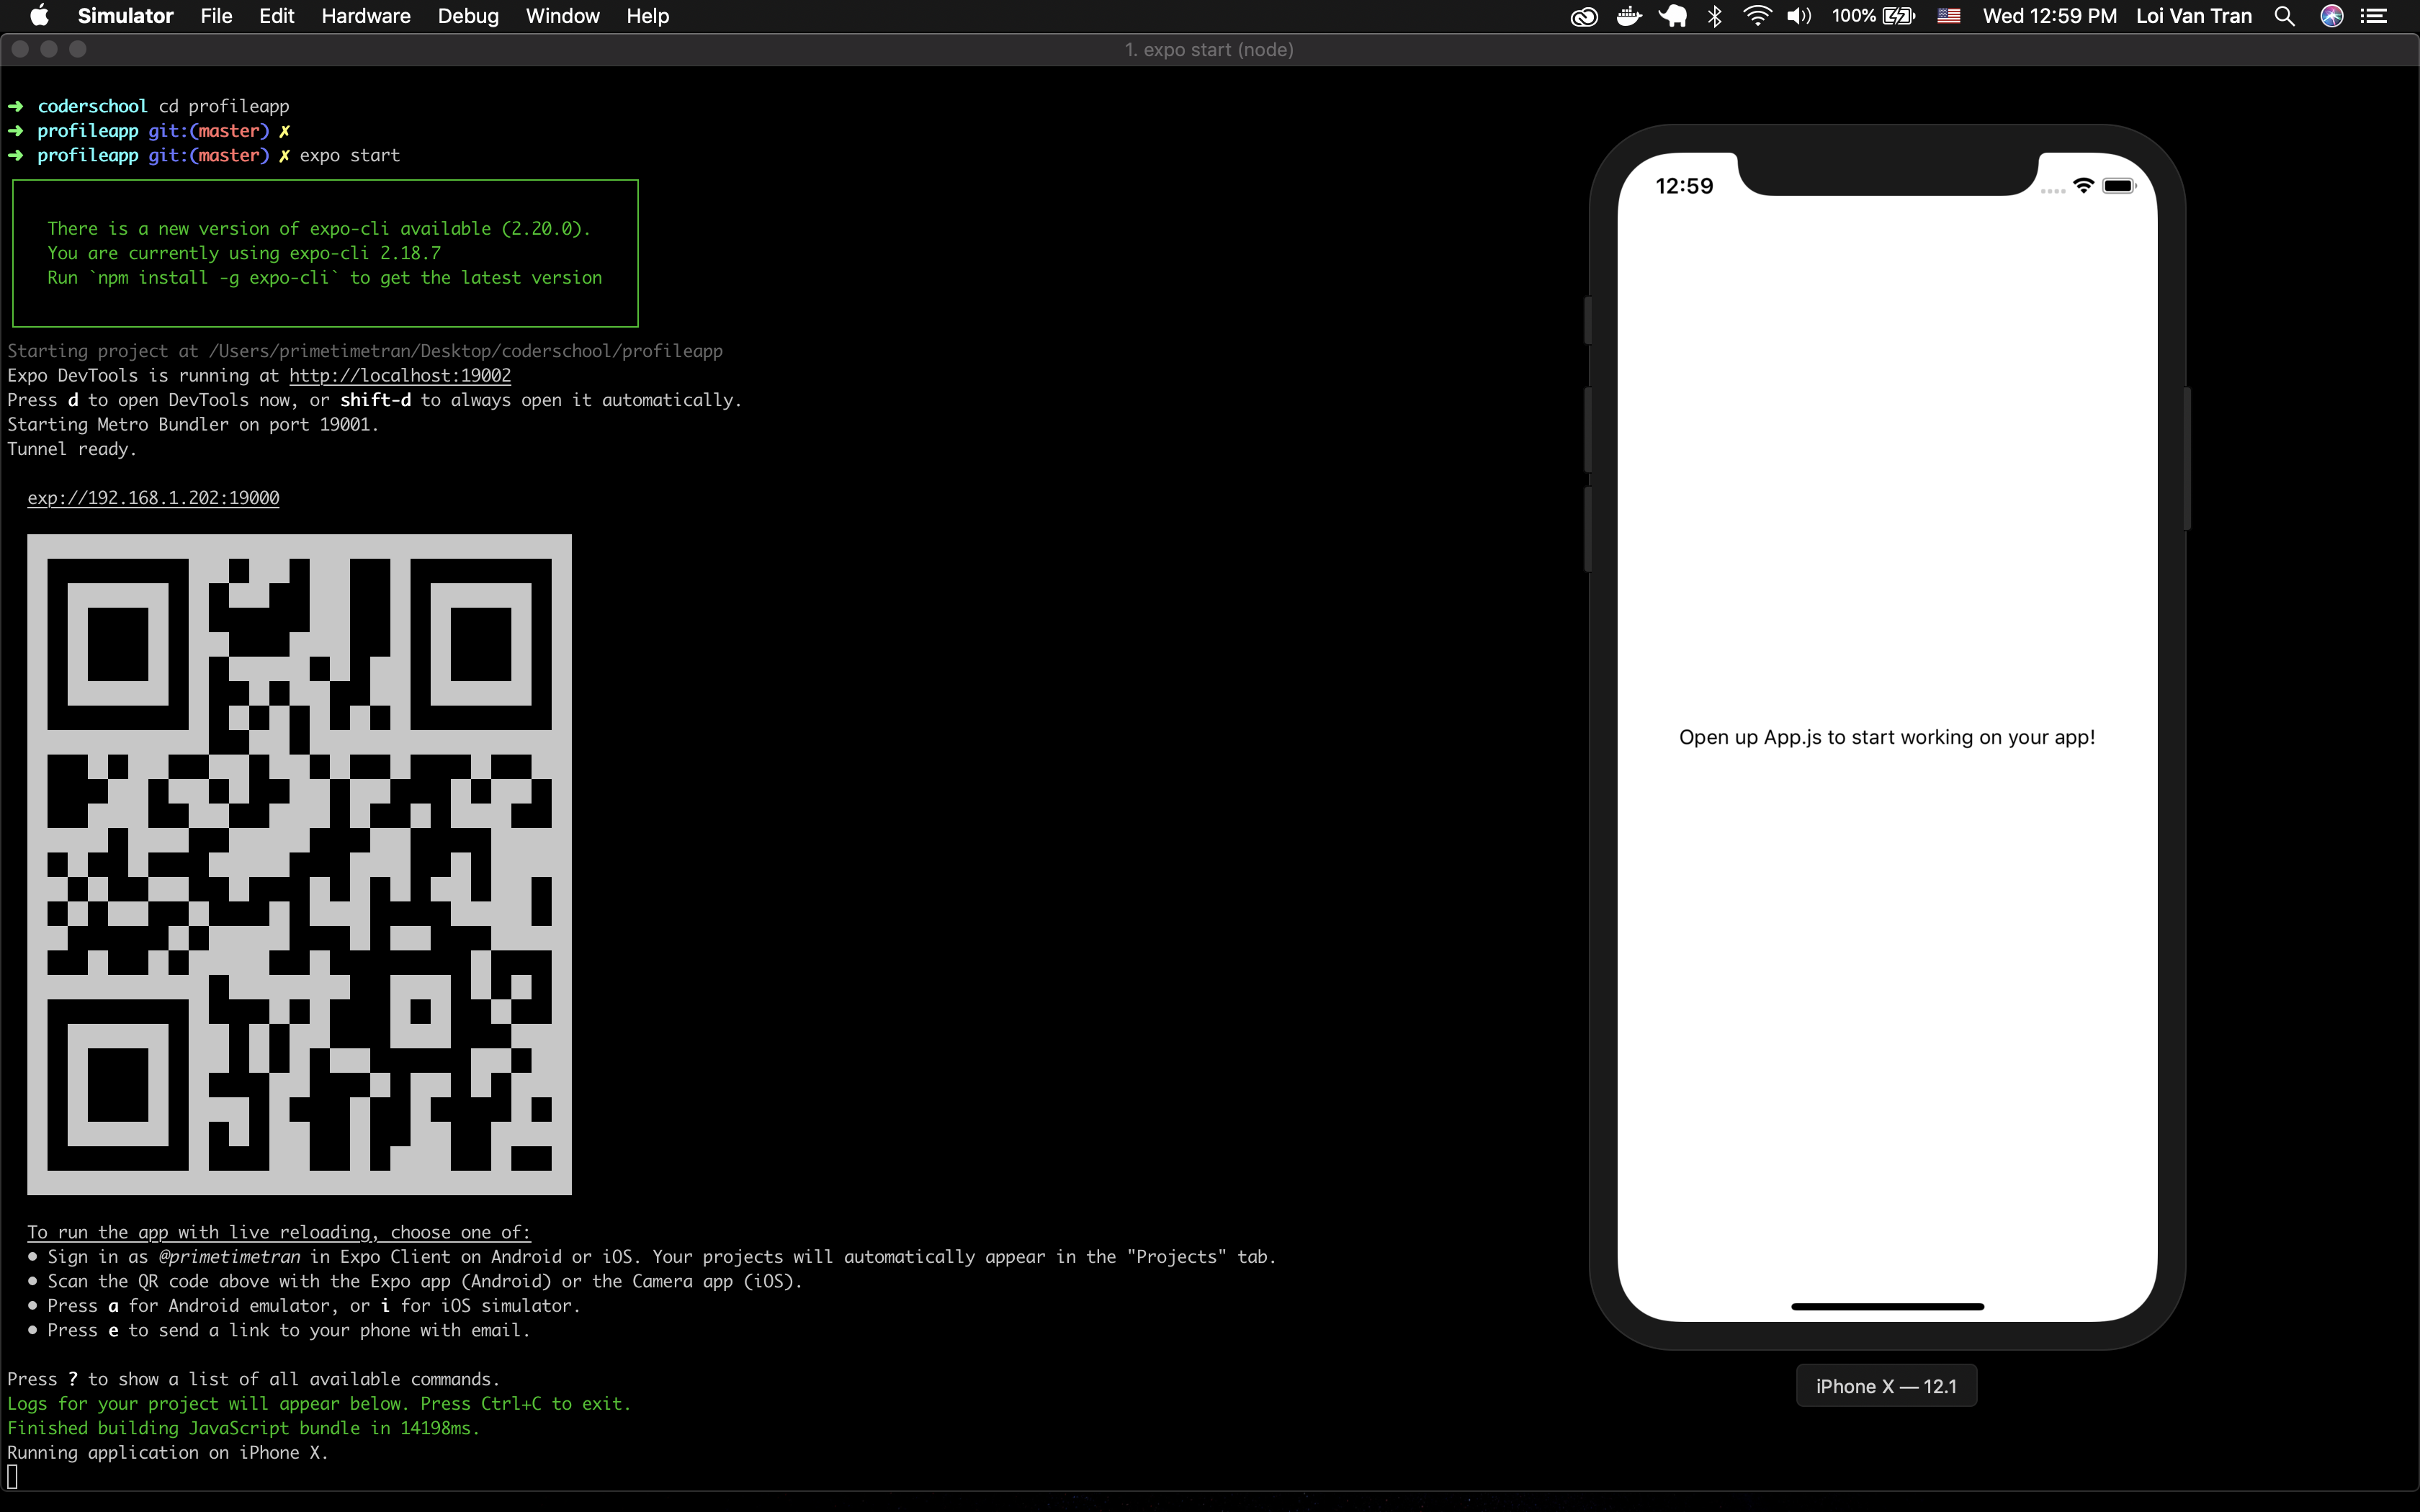 Simulator File Edit Hardware Debug Window Help 100% Wed 12:59 PM Loi Van Tran
1. expo start (node)
➜ coderschool cd profileapp
➜ profileapp git:(master) ✗
➜ profileapp git:(master) ✗ expo start
There is a new version of expo-cli available (2.20.0).
You are currently using expo-cli 2.18.7
Run `npm install -g expo-cli` to get the latest version
Starting project at /Users/primetimetran/Desktop/coderschool/profileapp
Expo DevTools is running at http://localhost:19002
Press d to open DevTools now, or shift-d to always open it automatically.
Starting Metro Bundler on port 19001.
Tunnel ready.
exp://192.168.1.202:19000
To run the app with live reloading, choose one of:
• Sign in as @primetimetran in Expo Client on Android or iOS. Your projects will automatically appear in the "Projects" tab.
• Scan the QR code above with the Expo app (Android) or the Camera app (iOS).
• Press a for Android emulator, or i for iOS simulator.
• Press e to send a link to your phone with email.
Press ? to show a list of all available commands.
Logs for your project will appear below. Press Ctrl+C to exit.
Finished building JavaScript bundle in 14198ms.
Running application on iPhone X.
12:59
Open up App.js to start working on your app!
iPhone X — 12.1